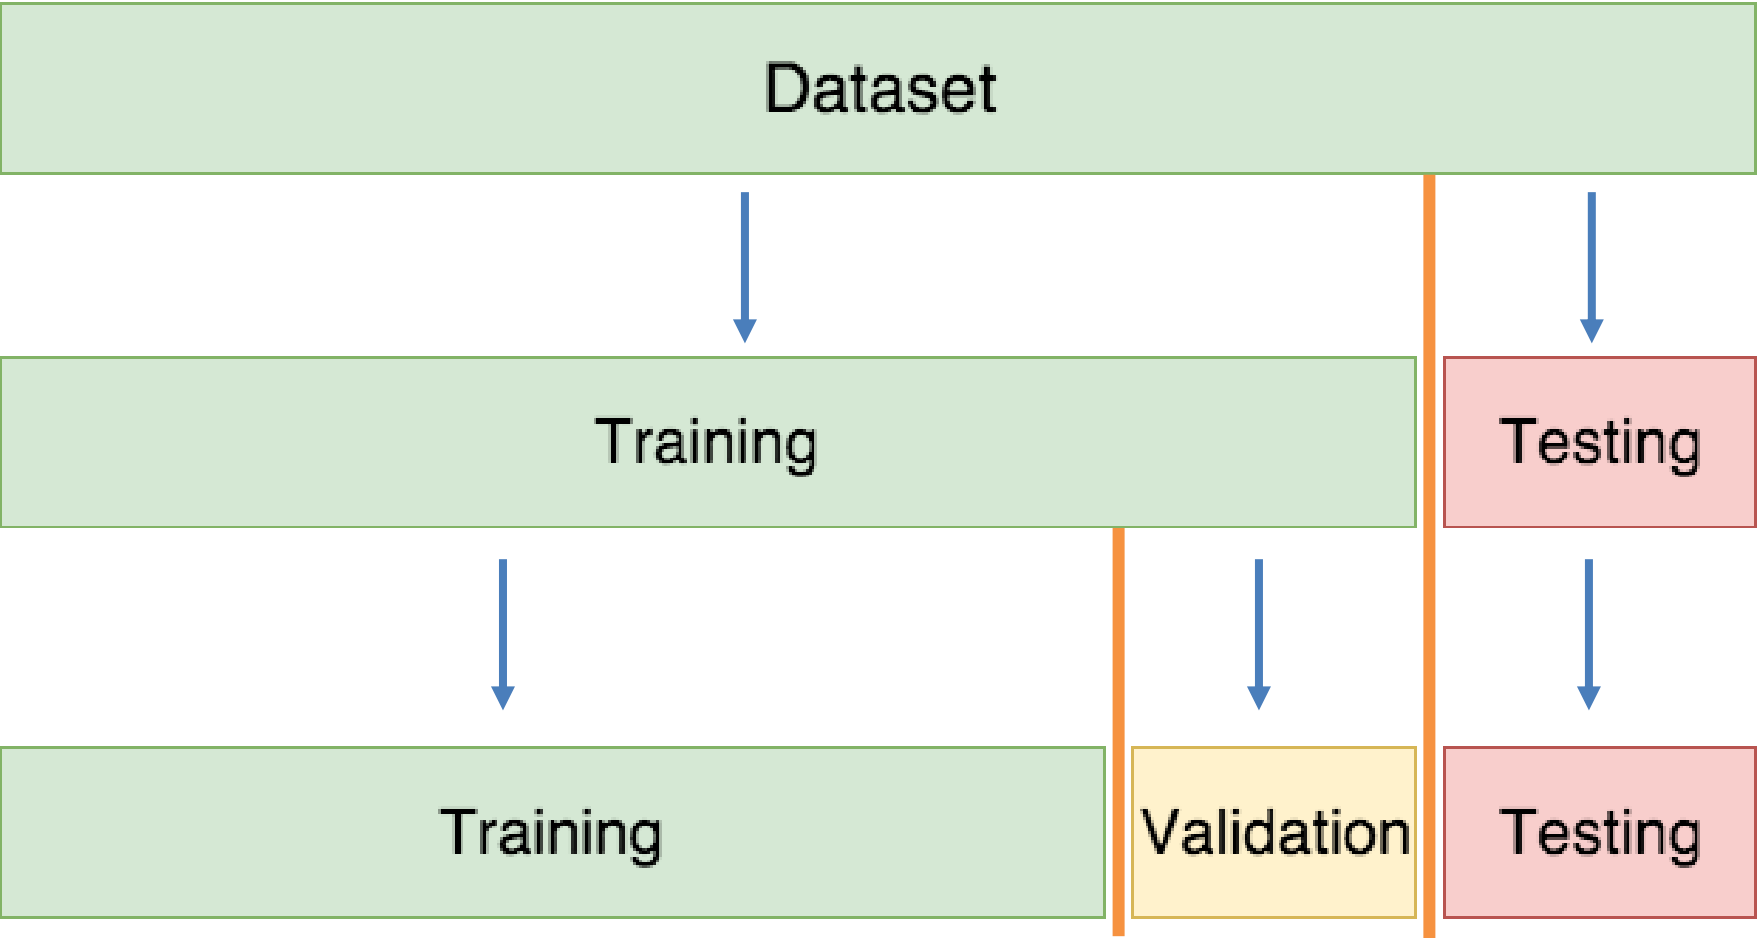 Dataset
Training
Testing
Training
Validation
Testing